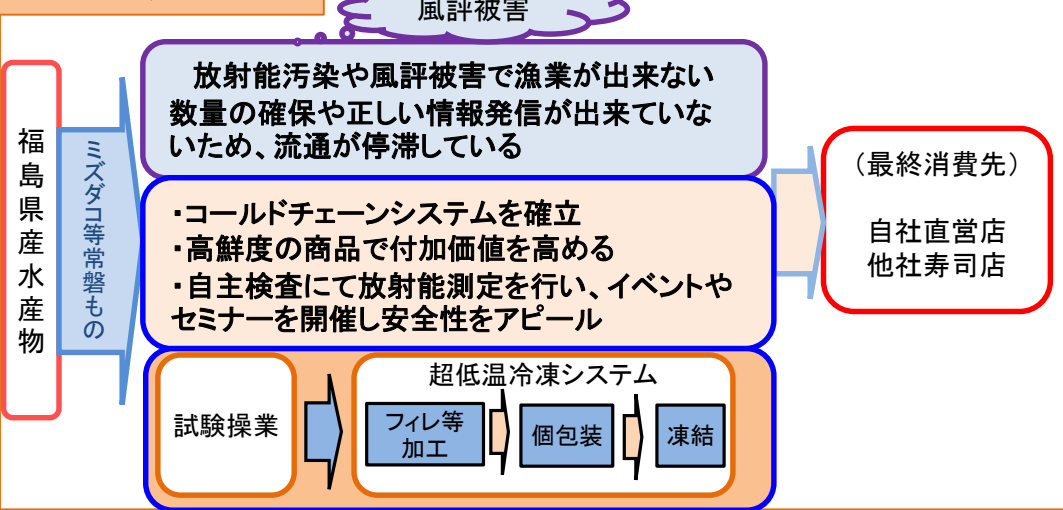 風評被害
福島県産水産物
ミズダコ等常磐もの
放射能汚染や風評被害で漁業が出来ない
数量の確保や正しい情報発信が出来ていな
いため、流通が停滞している
・コールドチェーンシステムを確立
・高鮮度の商品で付加価値を高める
・自主検査にて放射能測定を行い、イベントや
セミナーを開催し安全性をアピール
試験操業
超低温冷凍システム
フィレ等
加工
個包装
凍結
（最終消費先）
自社直営店
他社寿司店